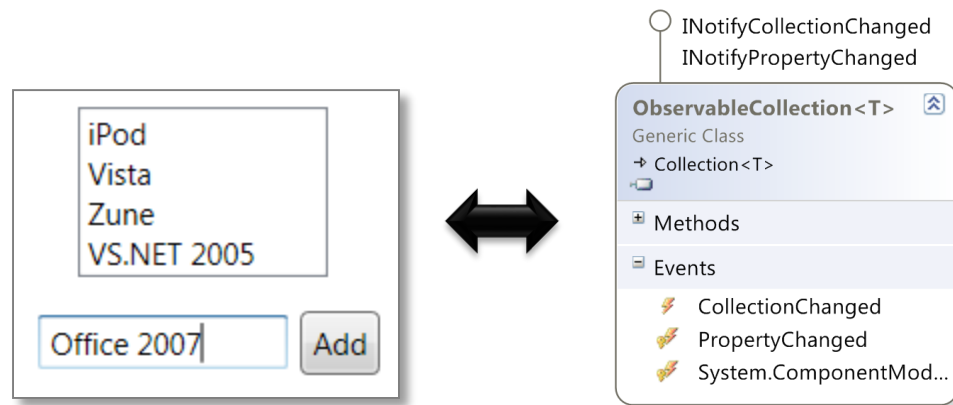 iPod
Vista
Zune
VS.NET 2005
Office 2007
Add
INotifyCollectionChanged
INotifyPropertyChanged
ObservableCollection<T>
Generic Class
Collection<T>
Methods
Events
CollectionChanged
PropertyChanged
System.ComponentMod...